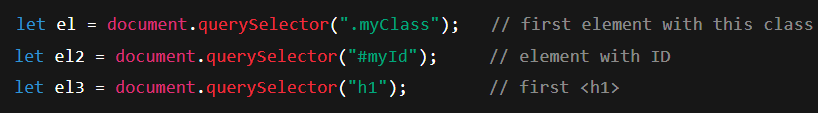 let el = document.querySelector(".myClass");   // first element with this class
let el2 = document.querySelector("#myId");     // element with ID
let el3 = document.querySelector("h1");        // first <h1>